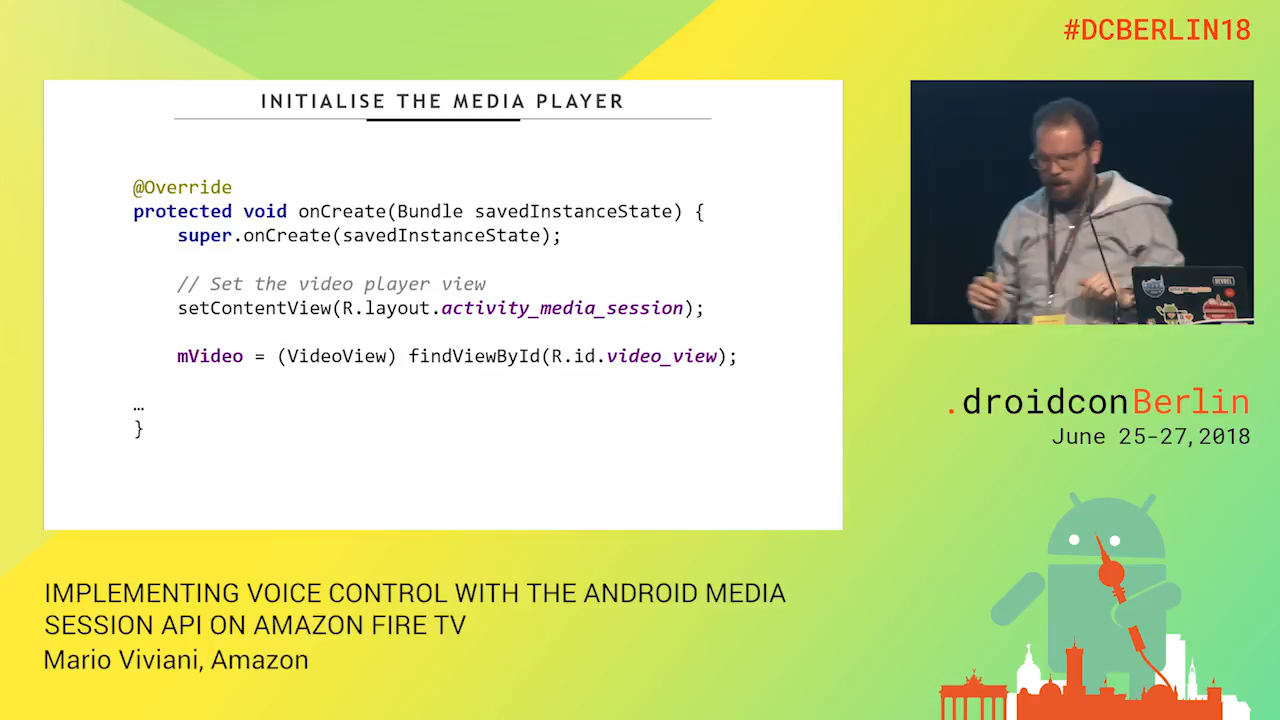 #DCBERLIN18
INITIALISE THE MEDIA PLAYER
@Override
protected void onCreate(Bundle savedInstanceState) {
super.onCreate(savedInstanceState);
// Set the video player view
setContentView(R.layout.activity_media_session);
mVideo = (VideoView) findViewById(R.id.video_view);
…
}
.droidconBerlin
June 25-27,2018
IMPLEMENTING VOICE CONTROL WITH THE ANDROID MEDIA
SESSION API ON AMAZON FIRE TV
Mario Viviani, Amazon